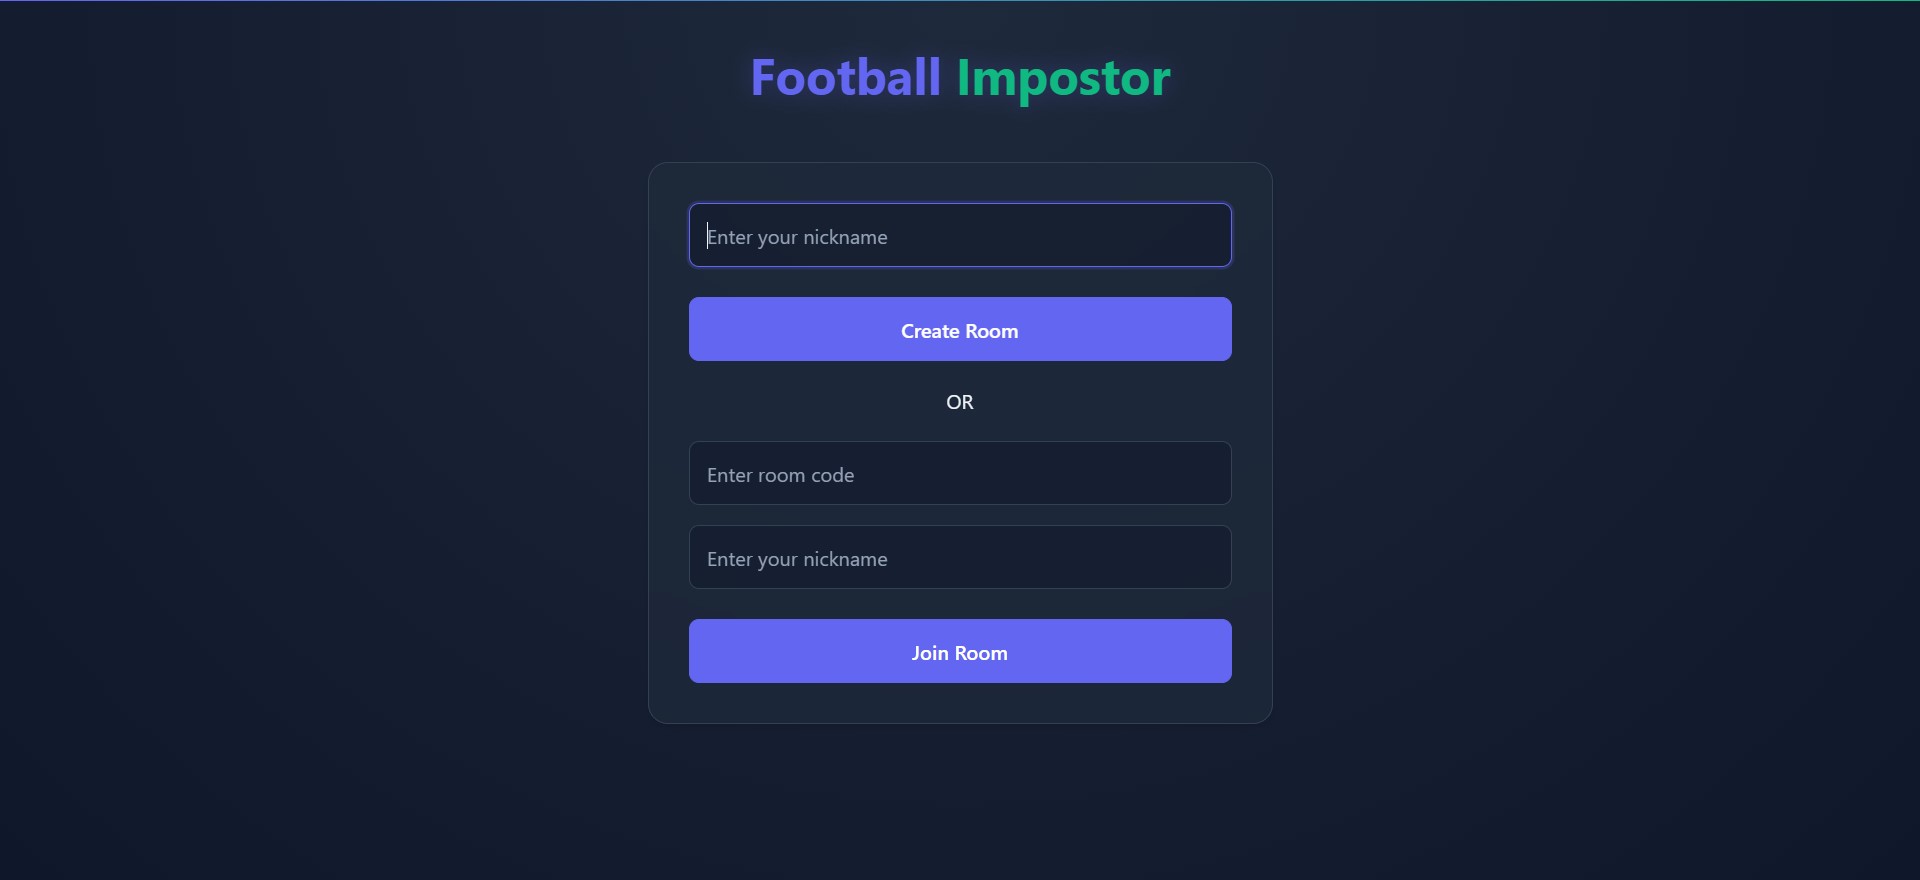 Football Impostor
Enter your nickname
Create Room
OR
Enter room code
Enter your nickname
Join Room